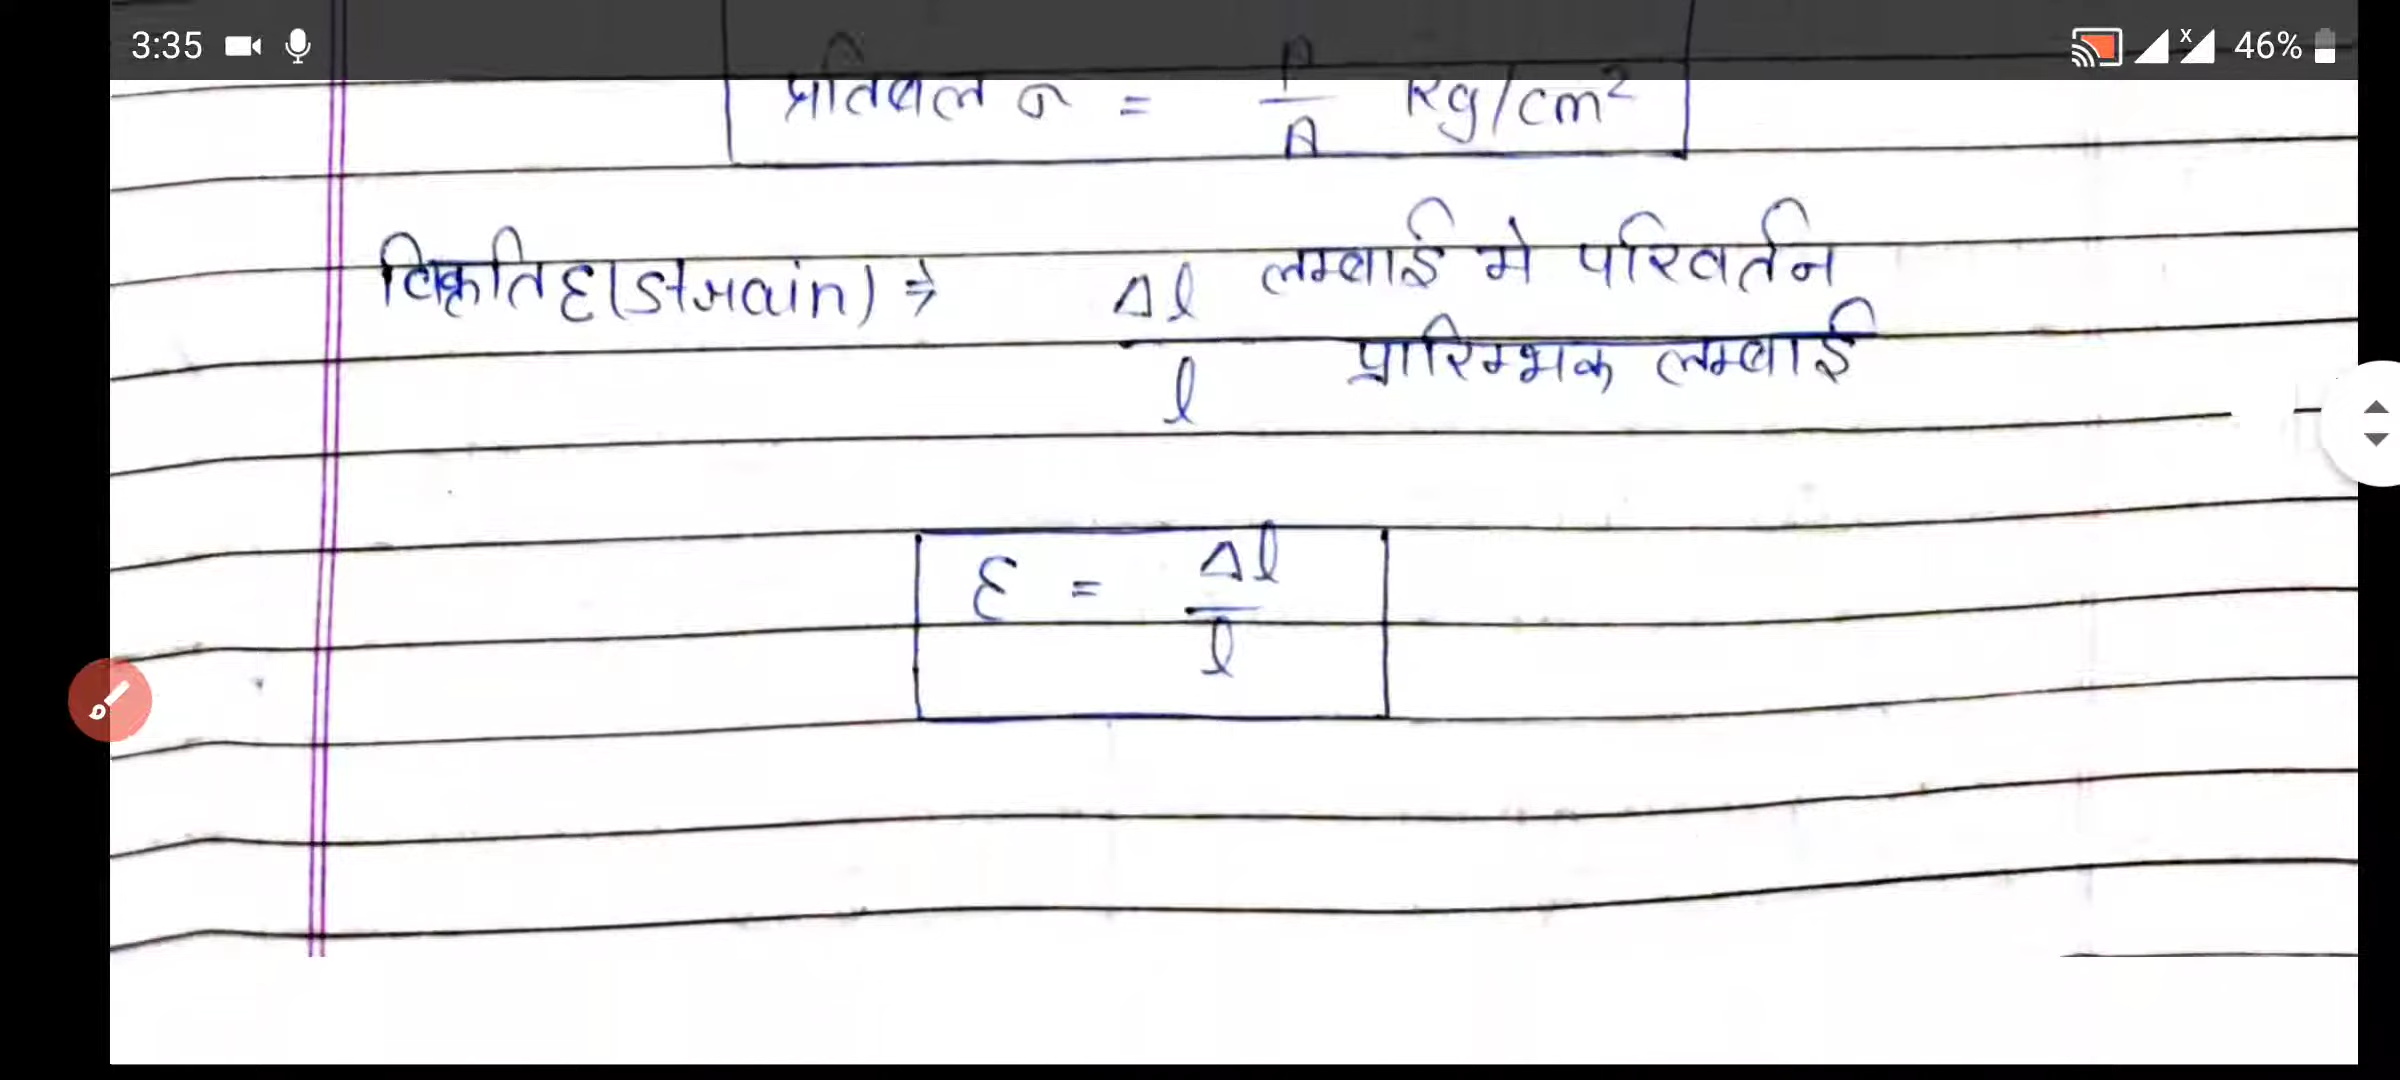 3:35 46%
प्रतिबल σ = P/A Kg/cm²
विकृति ε (strain) ⇒ Δl लम्बाई मे परिवर्तन
l प्रारम्भिक लम्बाई
ε = Δl/l